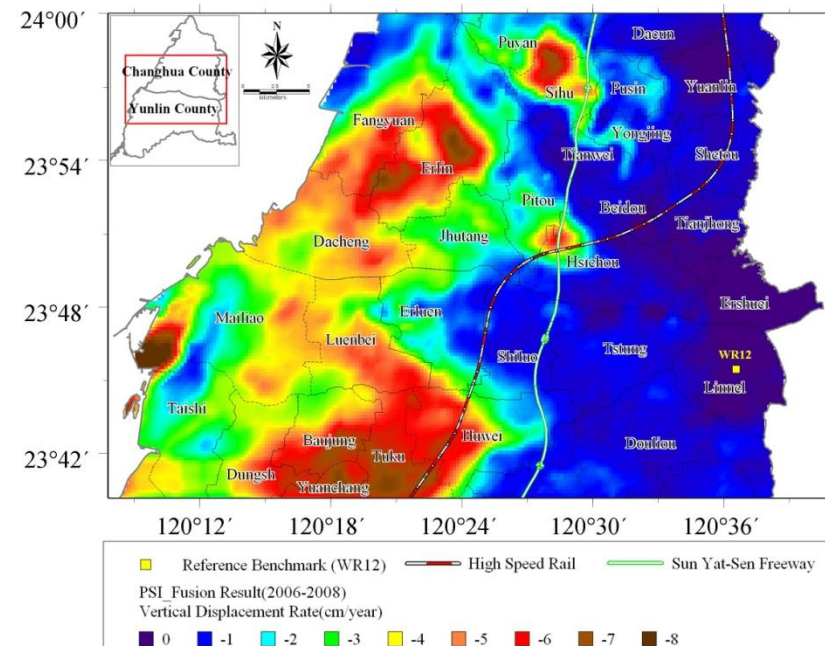 24°00′
23°54′
23°48′
23°42′
Changhua County
Yunlin County
N
kilometers
Puyan
Dacun
Sihu
Pusin
Yuanlin
Fangyuan
Yongjing
Erlin
Tianwei
Shetou
Pitou
Beidou
Tianjhong
Jhutang
Dacheng
Hsichou
Ershuei
Mailiao
Erluen
Luenbei
Shiluo
Tstung
WR12
Linnel
Taishi
Baujung
Huwei
Douliou
Tuku
Dungsh
Yuanchang
120°12′ 120°18′ 120°24′ 120°30′ 120°36′
Reference Benchmark (WR12) High Speed Rail Sun Yat-Sen Freeway
PSI_Fusion Result(2006-2008)
Vertical Displacement Rate(cm/year)
0 -1 -2 -3 -4 -5 -6 -7 -8